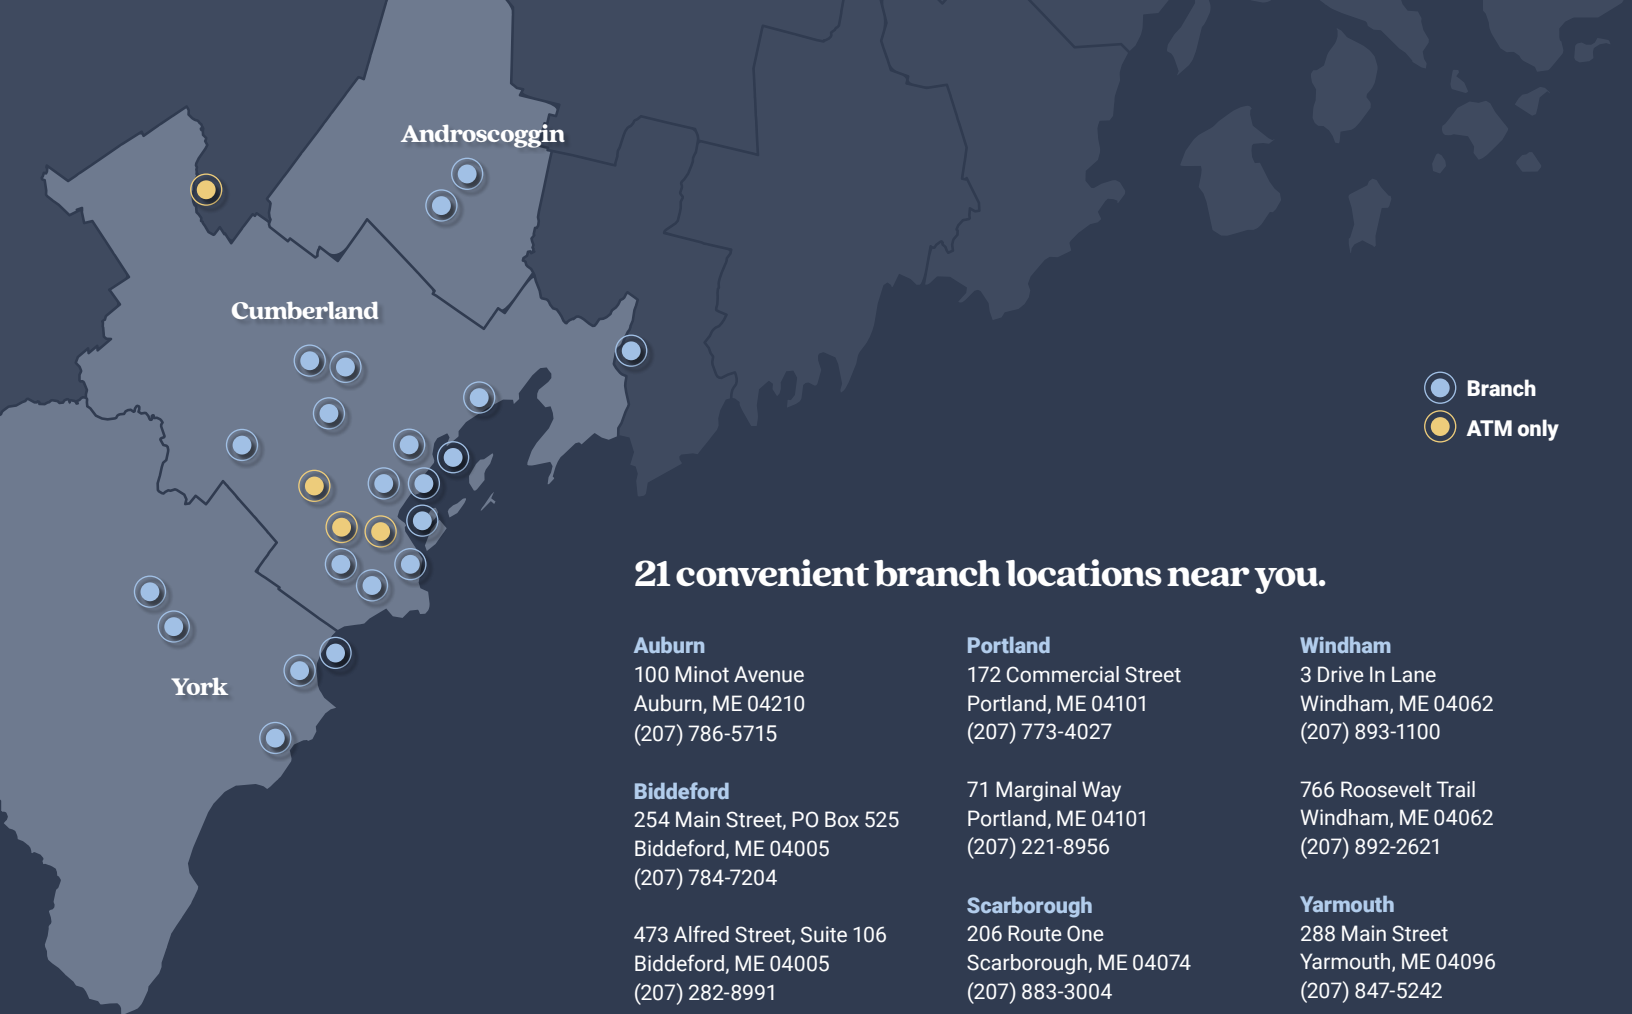 Androscoggin
Cumberland
York
Branch
ATM only
21 convenient branch locations near you.
Auburn
100 Minot Avenue
Auburn, ME 04210
(207) 786-5715
Biddeford
254 Main Street, PO Box 525
Biddeford, ME 04005
(207) 784-7204
473 Alfred Street, Suite 106
Biddeford, ME 04005
(207) 282-8991
Portland
172 Commercial Street
Portland, ME 04101
(207) 773-4027
71 Marginal Way
Portland, ME 04101
(207) 221-8956
Scarborough
206 Route One
Scarborough, ME 04074
(207) 883-3004
Windham
3 Drive In Lane
Windham, ME 04062
(207) 893-1100
766 Roosevelt Trail
Windham, ME 04062
(207) 892-2621
Yarmouth
288 Main Street
Yarmouth, ME 04096
(207) 847-5242